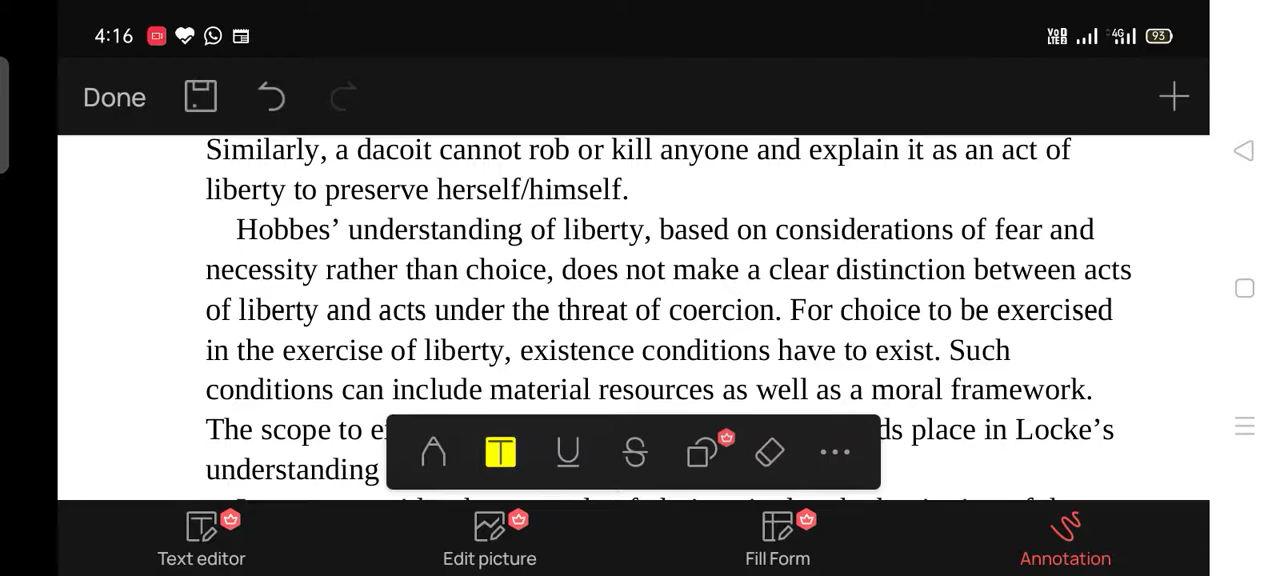 4:16
VoD LTE2 4G 93
Done
Similarly, a dacoit cannot rob or kill anyone and explain it as an act of
liberty to preserve herself/himself.
Hobbes’ understanding of liberty, based on considerations of fear and
necessity rather than choice, does not make a clear distinction between acts
of liberty and acts under the threat of coercion. For choice to be exercised
in the exercise of liberty, existence conditions have to exist. Such
conditions can include material resources as well as a moral framework.
The scope to place in Locke’s
understanding
T U S
Text editor
Edit picture
Fill Form
Annotation